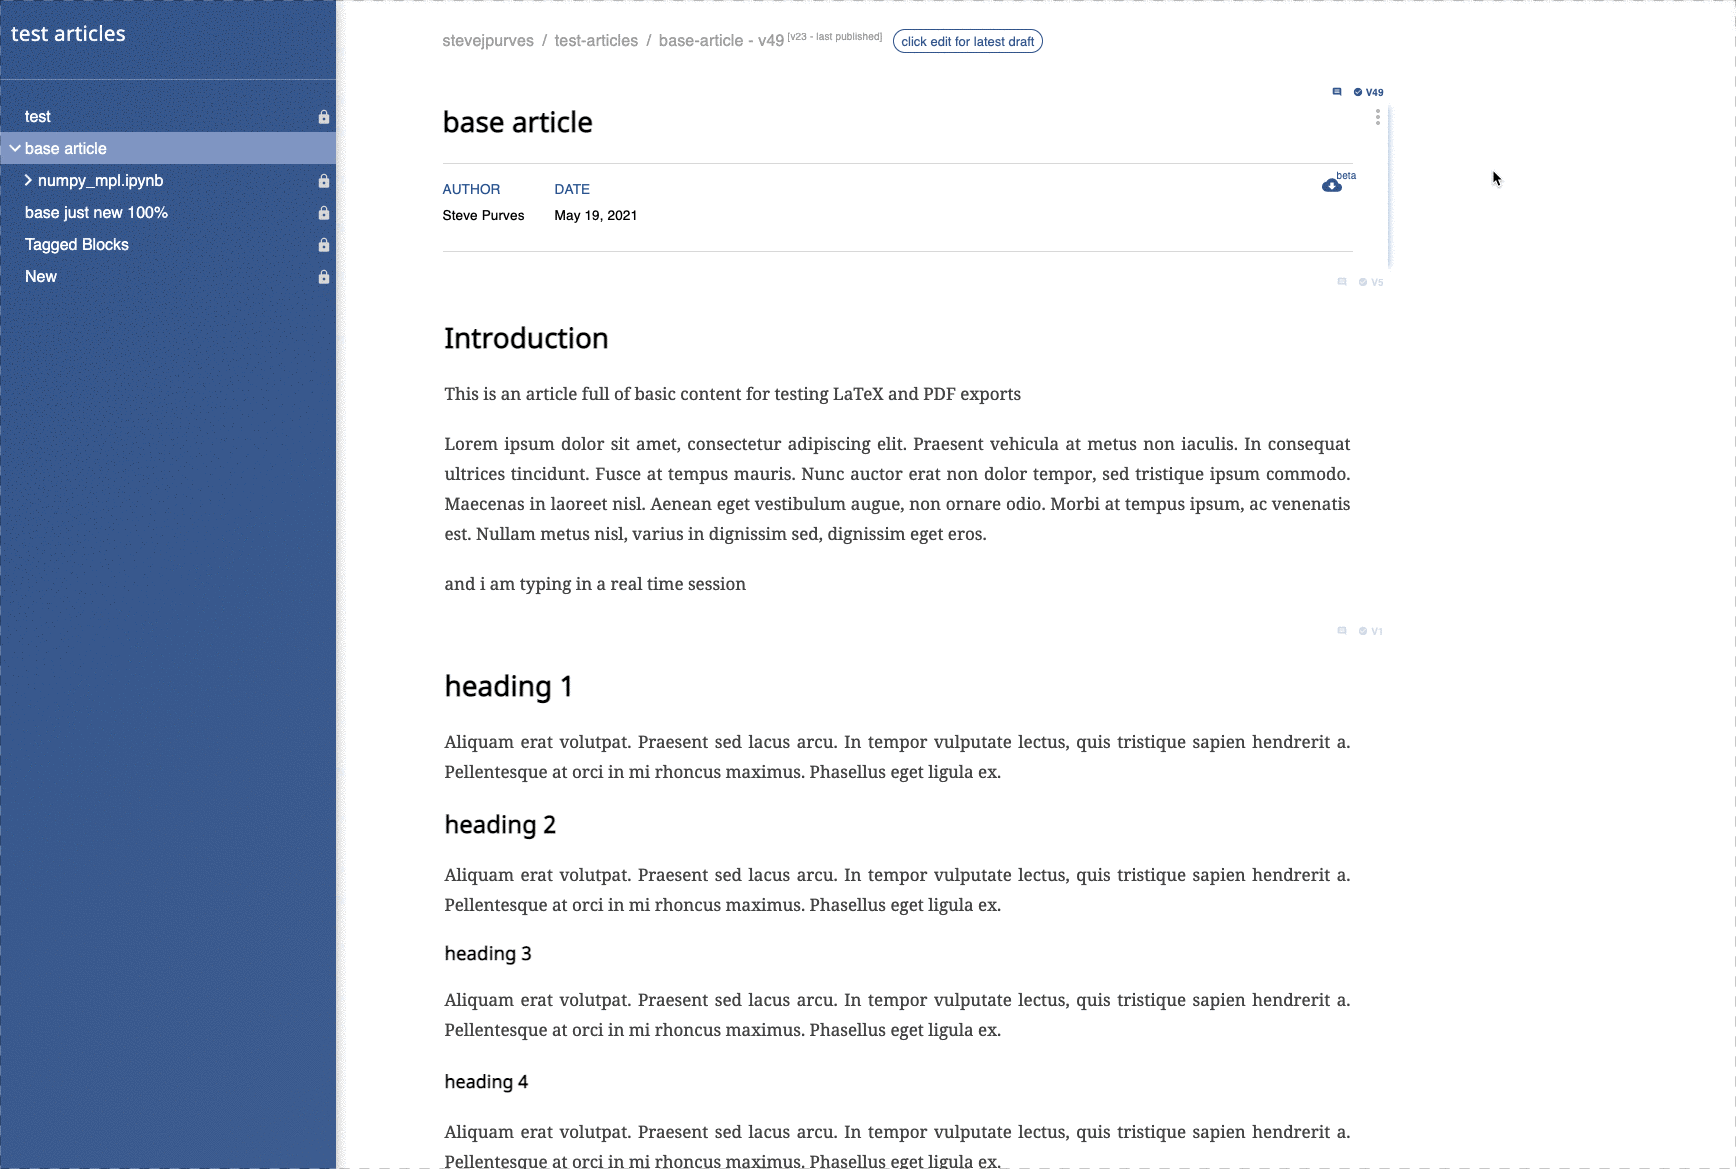 test articles
test
base article
numpy_mpl.ipynb
base just new 100%
Tagged Blocks
New
stevejpurves / test-articles / base-article - v49 [v23 - last published] click edit for latest draft
V49
base article
AUTHOR DATE
beta
Steve Purves May 19, 2021
V5
Introduction
This is an article full of basic content for testing LaTeX and PDF exports
Lorem ipsum dolor sit amet, consectetur adipiscing elit. Praesent vehicula at metus non iaculis. In consequat
ultrices tincidunt. Fusce at tempus mauris. Nunc auctor erat non dolor tempor, sed tristique ipsum commodo.
Maecenas in laoreet nisl. Aenean eget vestibulum augue, non ornare odio. Morbi at tempus ipsum, ac venenatis
est. Nullam metus nisl, varius in dignissim sed, dignissim eget eros.
and i am typing in a real time session
V1
heading 1
Aliquam erat volutpat. Praesent sed lacus arcu. In tempor vulputate lectus, quis tristique sapien hendrerit a.
Pellentesque at orci in mi rhoncus maximus. Phasellus eget ligula ex.
heading 2
Aliquam erat volutpat. Praesent sed lacus arcu. In tempor vulputate lectus, quis tristique sapien hendrerit a.
Pellentesque at orci in mi rhoncus maximus. Phasellus eget ligula ex.
heading 3
Aliquam erat volutpat. Praesent sed lacus arcu. In tempor vulputate lectus, quis tristique sapien hendrerit a.
Pellentesque at orci in mi rhoncus maximus. Phasellus eget ligula ex.
heading 4
Aliquam erat volutpat. Praesent sed lacus arcu. In tempor vulputate lectus, quis tristique sapien hendrerit a.
Pellentesque at orci in mi rhoncus maximus. Phasellus eget ligula ex.